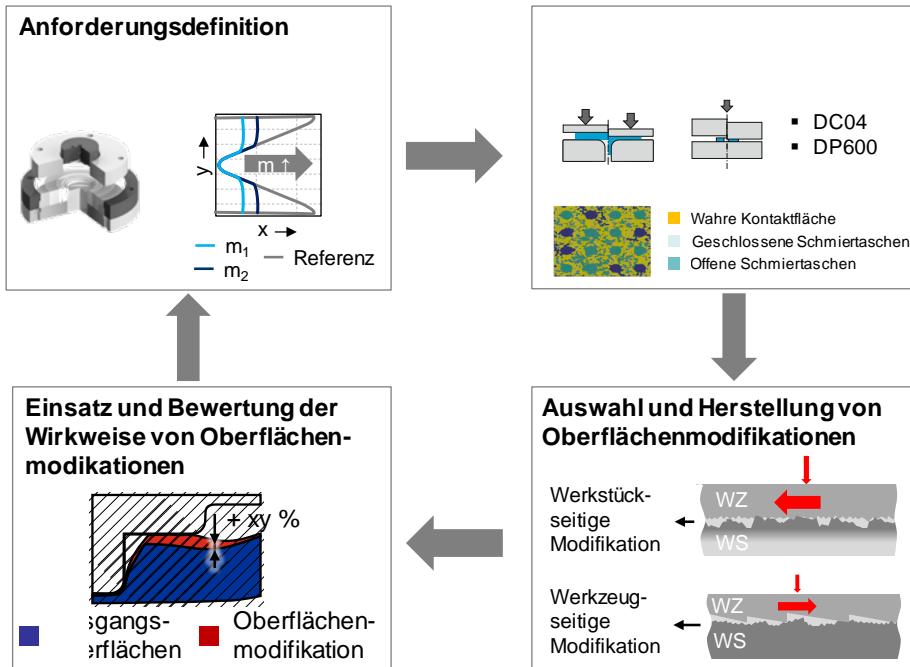 Anforderungsdefinition
y
m ↑
x
m1
m2
Referenz
▪ DC04
▪ DP600
Wahre Kontaktfläche
Geschlossene Schmiertaschen
Offene Schmiertaschen
Auswahl und Herstellung von
Oberflächenmodifikationen
Werkstück-
seitige
Modifikation
WZ
WS
Werkzeug-
seitige
Modifikation
WZ
WS
Einsatz und Bewertung der
Wirkweise von Oberflächen-
modikationen
+ xy %
sgangs-
erflächen
Oberflächen-
modifikation